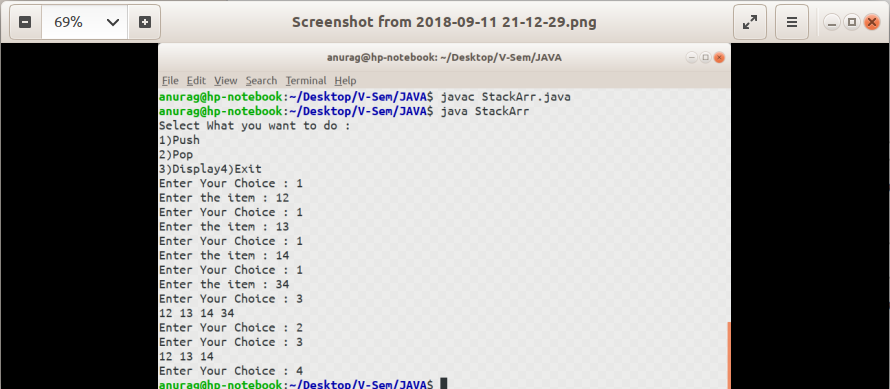 69%
Screenshot from 2018-09-11 21-12-29.png
anurag@hp-notebook: ~/Desktop/V-Sem/JAVA
File Edit View Search Terminal Help
anurag@hp-notebook:~/Desktop/V-Sem/JAVA$ javac StackArr.java
anurag@hp-notebook:~/Desktop/V-Sem/JAVA$ java StackArr
Select What you want to do :
1)Push
2)Pop
3)Display4)Exit
Enter Your Choice : 1
Enter the item : 12
Enter Your Choice : 1
Enter the item : 13
Enter Your Choice : 1
Enter the item : 14
Enter Your Choice : 1
Enter the item : 34
Enter Your Choice : 3
12 13 14 34
Enter Your Choice : 2
Enter Your Choice : 3
12 13 14
Enter Your Choice : 4
anurag@hp-notebook:~/Desktop/V-Sem/JAVA$